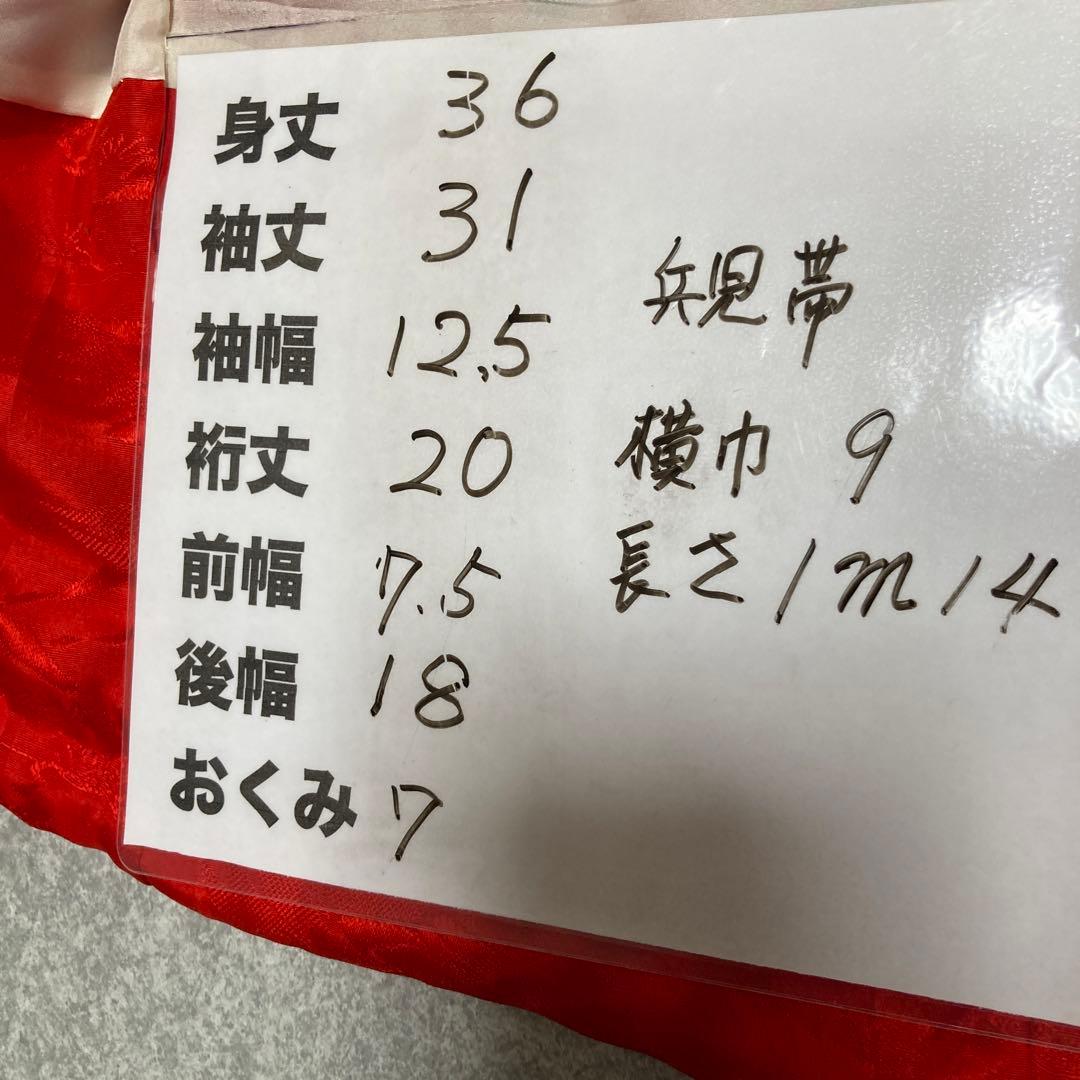 身丈 36
袖丈 31
袖幅 12.5
裄丈 20
前幅 7.5
後幅 18
おくみ 7
兵児帯
横巾 9
長さ 1m14